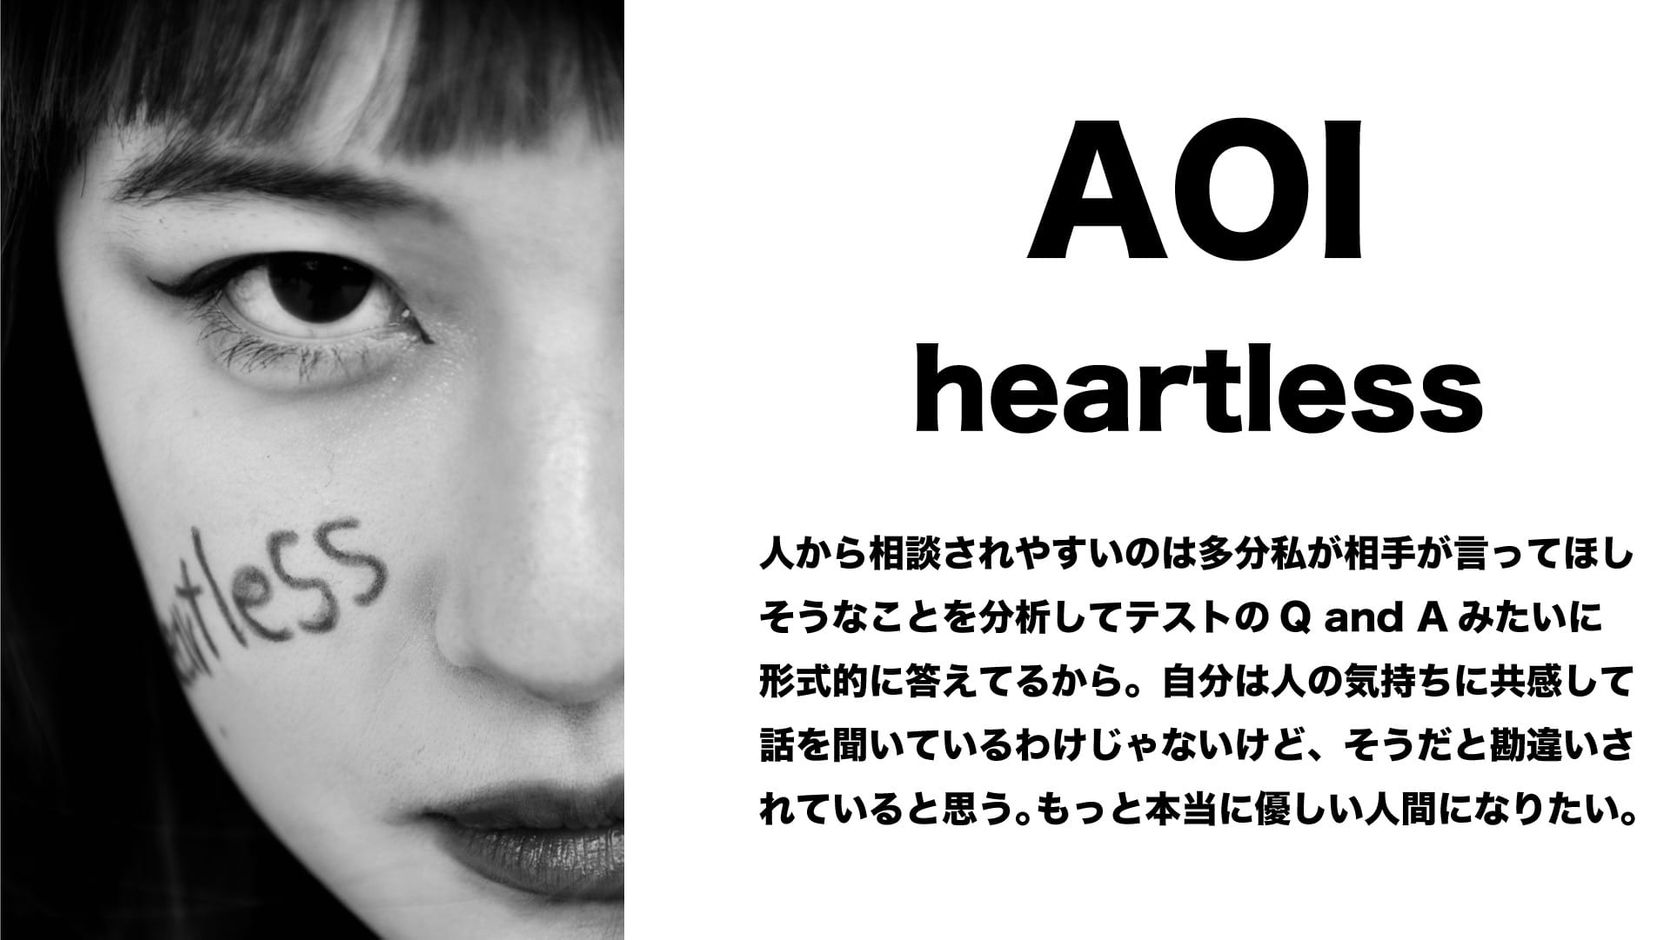 AOI
heartless
人から相談されやすいのは多分私が相手が言ってほし
そうなことを分析してテストの Q and A みたいに
形式的に答えてるから。自分は人の気持ちに共感して
話を聞いているわけじゃないけど、そうだと勘違いさ
れていると思う。もっと本当に優しい人間になりたい。
heartless